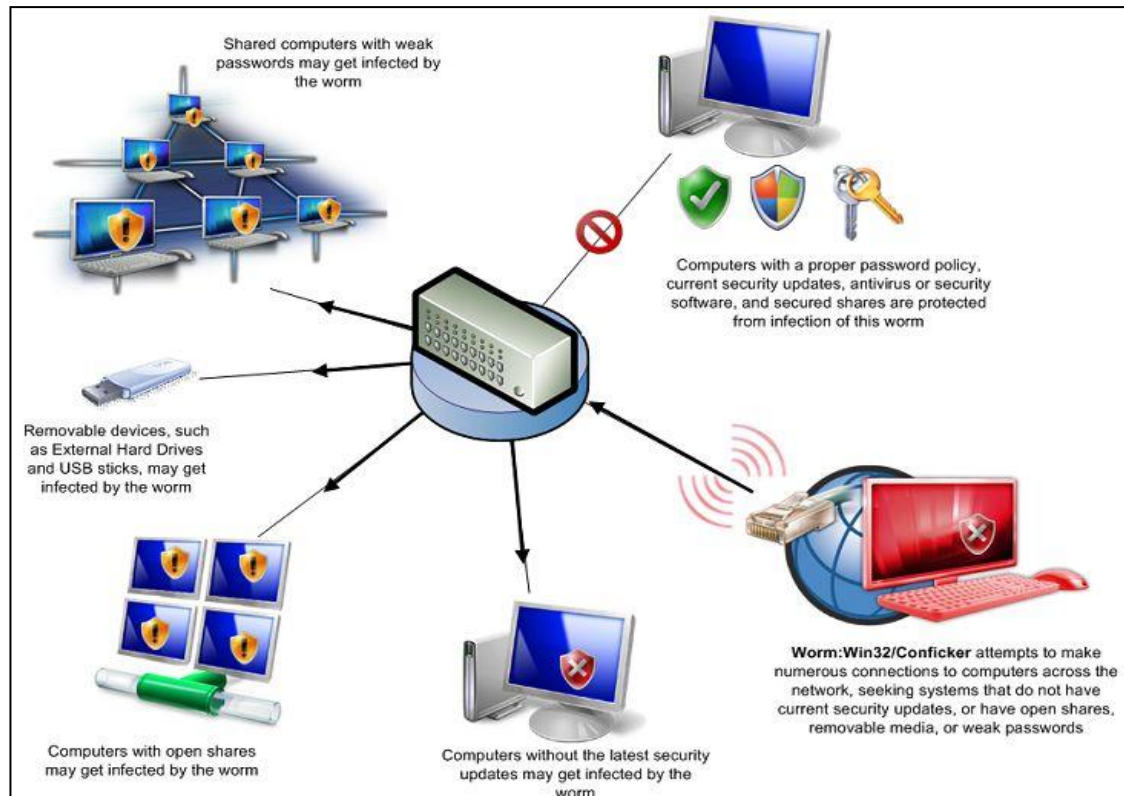 Shared computers with weak
passwords may get infected by
the worm
Computers with a proper password policy,
current security updates, antivirus or security
software, and secured shares are protected
from infection of this worm
Removable devices, such
as External Hard Drives
and USB sticks, may get
infected by the worm
Worm:Win32/Conficker attempts to make
numerous connections to computers across the
network, seeking systems that do not have
current security updates, or have open shares,
removable media, or weak passwords
Computers with open shares
may get infected by the worm
Computers without the latest security
updates may get infected by the
worm